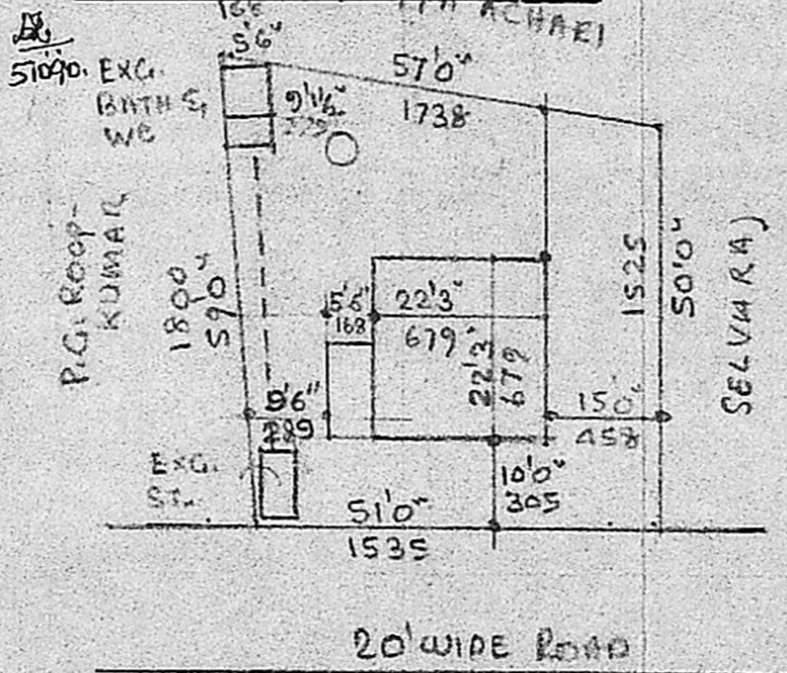 166
ACHARI
5'6"
51090. EXG.
BATH &
WC
57'0"
1738
9'11½"
P.G. ROOP-
KUMAR
1800
59'0"
1525
50'0"
SELVARAJ
5'6"
168
22'3"
679
22'3
679
9'6"
289
15'0"
458
EXG.
ST..
10'0"
305
51'0"
1535
20' WIDE ROAD